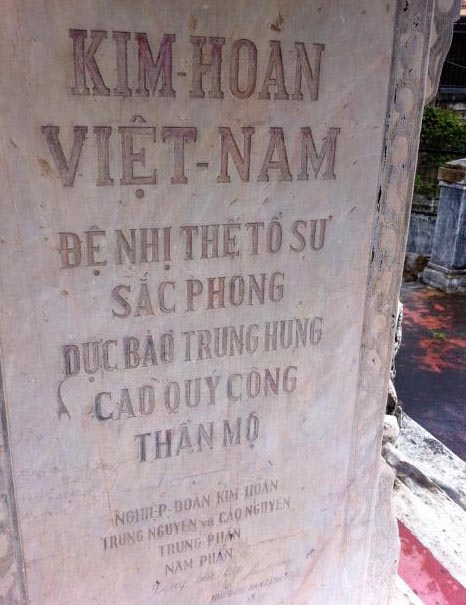 KIM-HOÀN
VIỆT-NAM
ĐỆ NHỊ THẾ TỔ SƯ
SẮC PHONG
DỰC BẢO TRUNG HƯNG
CAO QUÝ CÔNG
THẦN MỘ
NGHIỆP-ĐOÀN KIM HOÀN
TRUNG NGUYÊN và CAO NGUYÊN
TRUNG PHẦN
NAM PHẦN